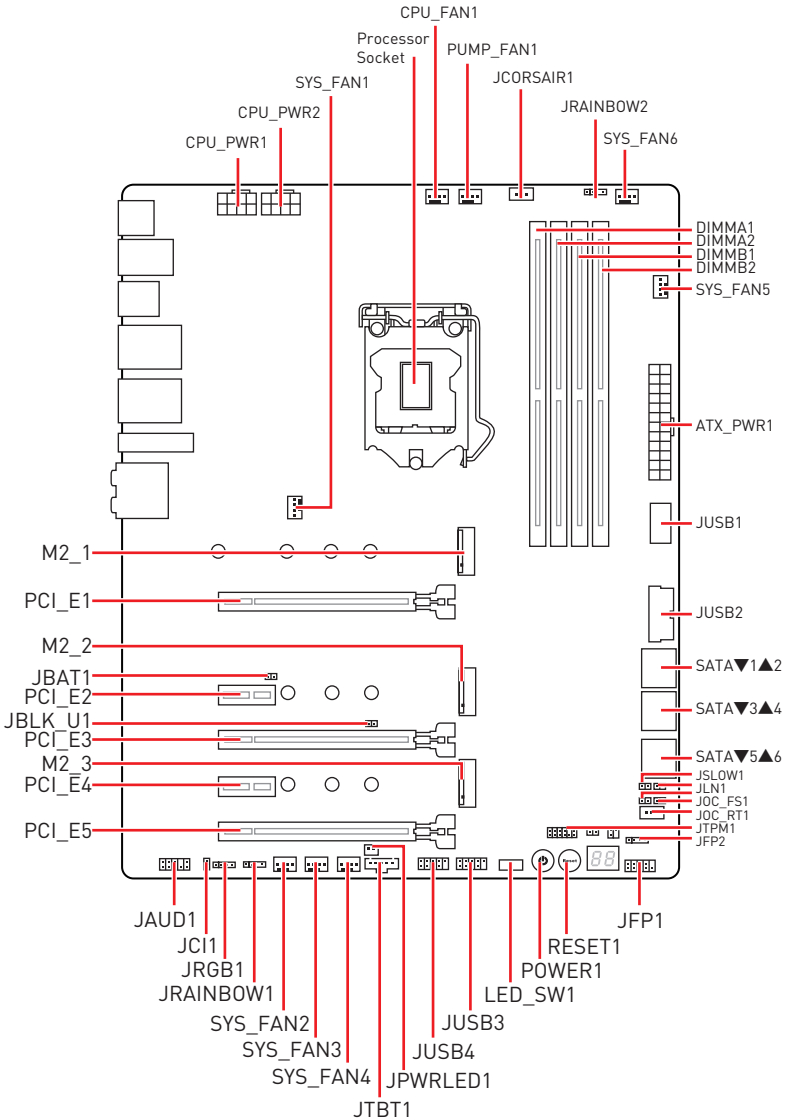 CPU_FAN1
Processor
Socket
PUMP_FAN1
SYS_FAN1
JCORSAIR1
CPU_PWR2
JRAINBOW2
CPU_PWR1
SYS_FAN6
DIMMA1
DIMMA2
DIMMB1
DIMMB2
SYS_FAN5
ATX_PWR1
JUSB1
M2_1
PCI_E1
JUSB2
M2_2
SATA▼1▲2
JBAT1
PCI_E2
SATA▼3▲4
JBLK_U1
PCI_E3
SATA▼5▲6
M2_3
JSLOW1
PCI_E4
JLN1
JOC_FS1
JOC_RT1
JTPM1
PCI_E5
JFP2
Reset
88
JAUD1
JFP1
JCI1
RESET1
JRGB1
POWER1
JRAINBOW1
LED_SW1
SYS_FAN2
JUSB3
SYS_FAN3
JUSB4
SYS_FAN4
JPWRLED1
JTBT1